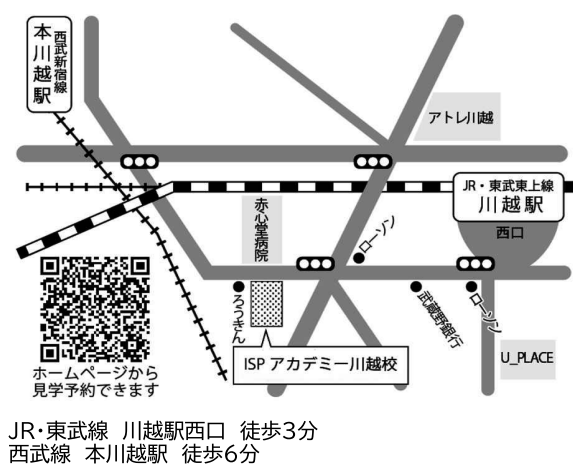 西武新宿線
本川越駅
アトレ川越
JR・東武東上線
川越駅
西口
赤心堂病院
ローソン
ろうきん
武蔵野銀行
ローソン
U_PLACE
ISP アカデミー川越校
ホームページから
見学予約できます
JR・東武線 川越駅西口 徒歩3分
西武線 本川越駅 徒歩6分